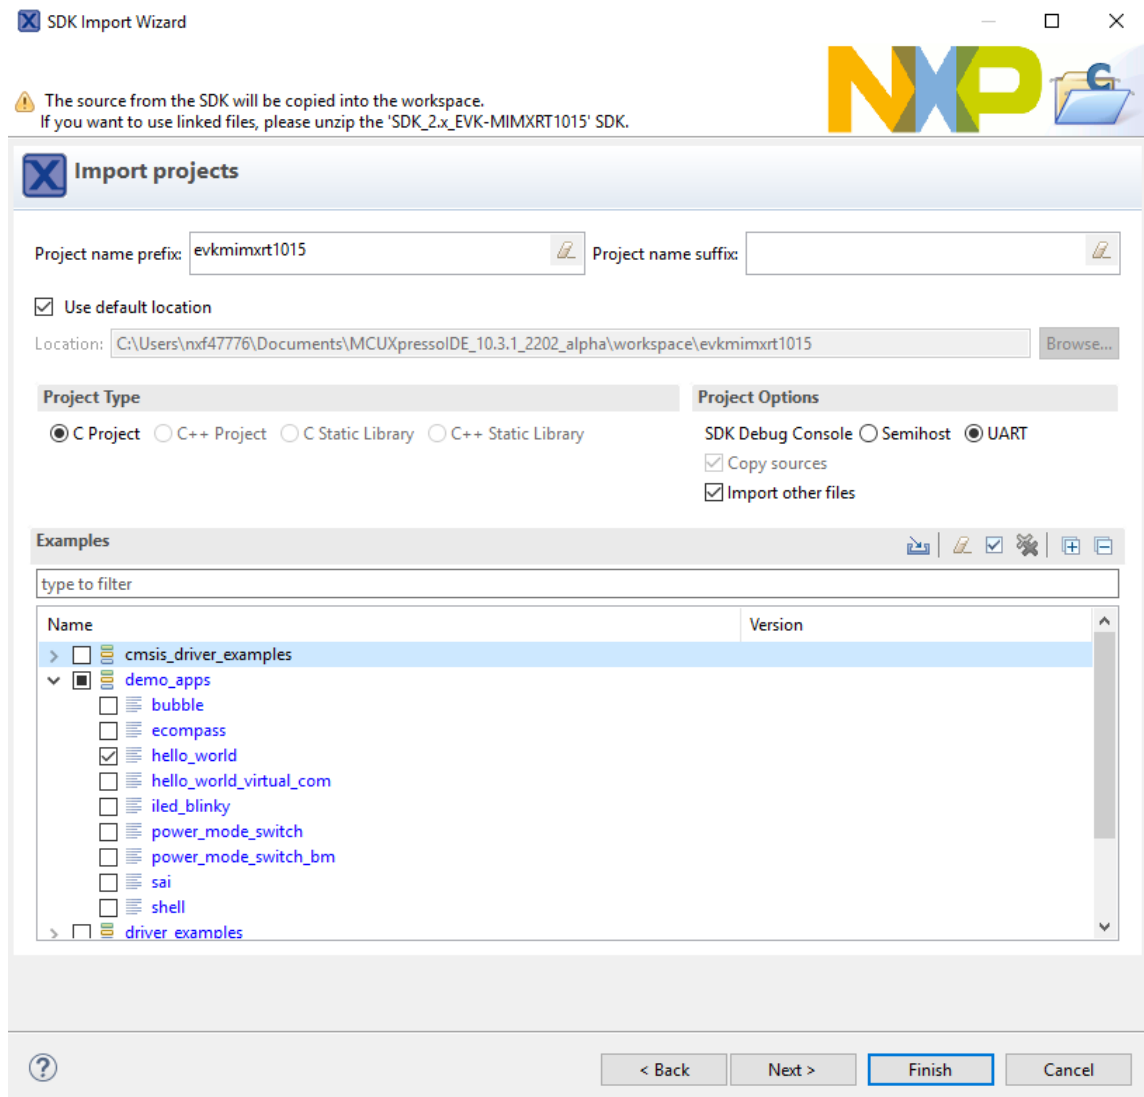 SDK Import Wizard
The source from the SDK will be copied into the workspace.
If you want to use linked files, please unzip the 'SDK_2.x_EVK-MIMXRT1015' SDK.
NXP
Import projects
Project name prefix: evkmimxrt1015 Project name suffix:
Use default location
Location: C:\Users\nxf47776\Documents\MCUXpressoIDE_10.3.1_2202_alpha\workspace\evkmimxrt1015 Browse...
Project Type Project Options
C Project C++ Project C Static Library C++ Static Library SDK Debug Console Semihost UART
Copy sources
Import other files
Examples
type to filter
Name Version
cmsis_driver_examples
demo_apps
bubble
ecompass
hello_world
hello_world_virtual_com
iled_blinky
power_mode_switch
power_mode_switch_bm
sai
shell
driver_examples
< Back Next > Finish Cancel